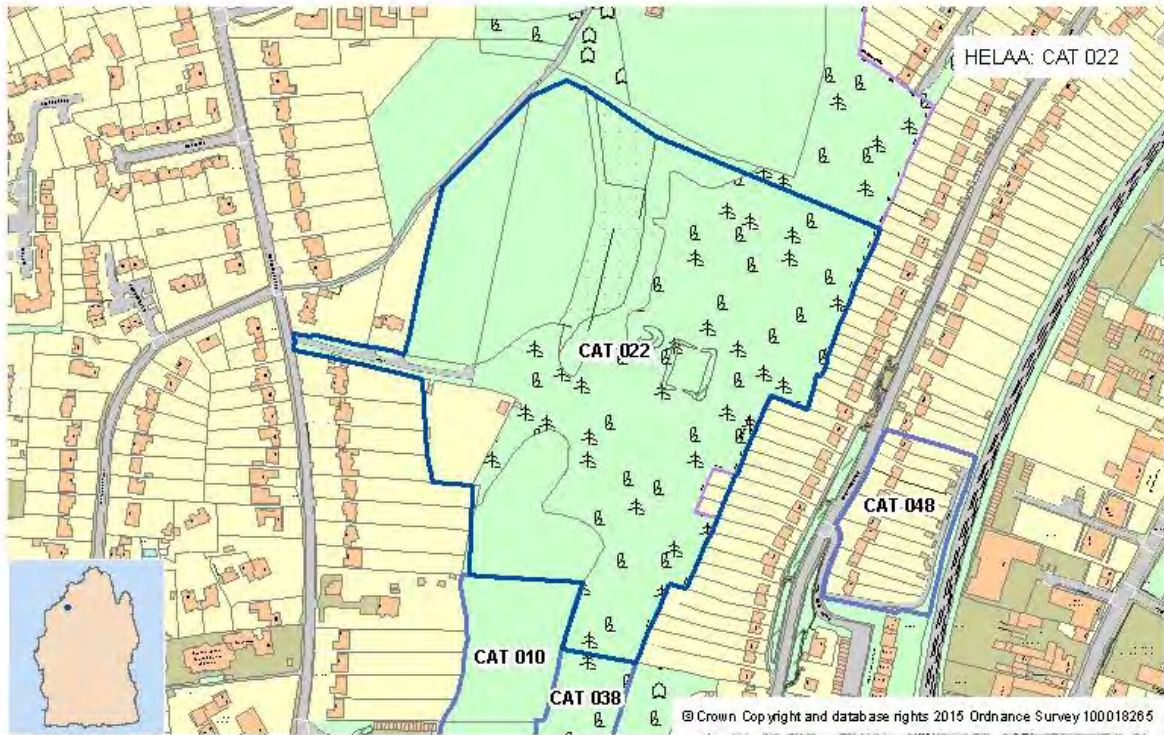 HELAA: CAT 022
CAT 022
CAT 048
CAT 010
CAT 038
© Crown Copyright and database rights 2015 Ordnance Survey 100018265